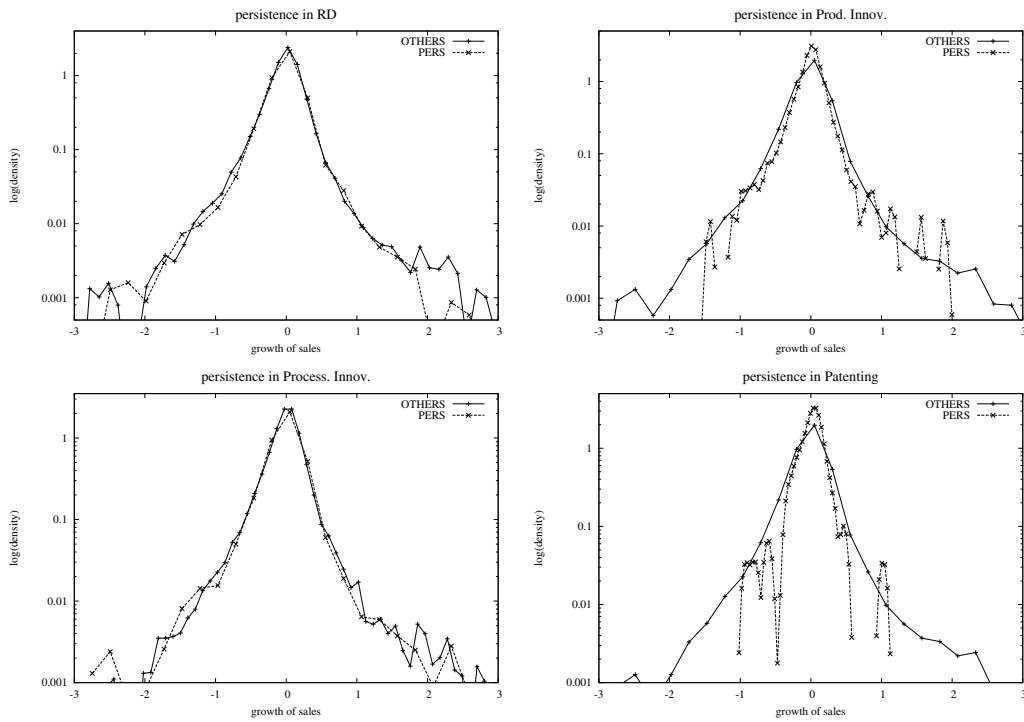 persistence in RD
OTHERS
PERS
1
0.1
0.01
0.001
log(density)
-3 -2 -1 0 1 2 3
growth of sales
persistence in Prod. Innov.
OTHERS
PERS
1
0.1
0.01
0.001
log(density)
-3 -2 -1 0 1 2 3
growth of sales
persistence in Process. Innov.
OTHERS
PERS
1
0.1
0.01
0.001
log(density)
-3 -2 -1 0 1 2 3
growth of sales
persistence in Patenting
OTHERS
PERS
1
0.1
0.01
0.001
log(density)
-3 -2 -1 0 1 2 3
growth of sales